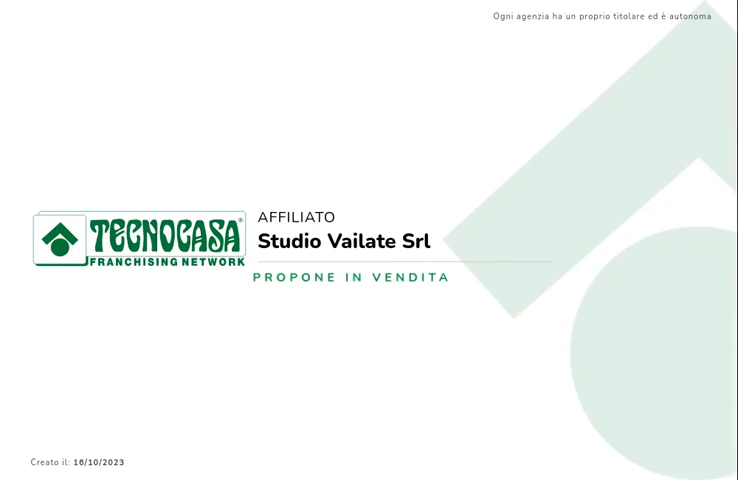 Ogni agenzia ha un proprio titolare ed è autonoma
AFFILIATO
TECNOCASA®
Studio Vailate Srl
FRANCHISING NETWORK
PROPONE IN VENDITA
Creato il: 16/10/2023